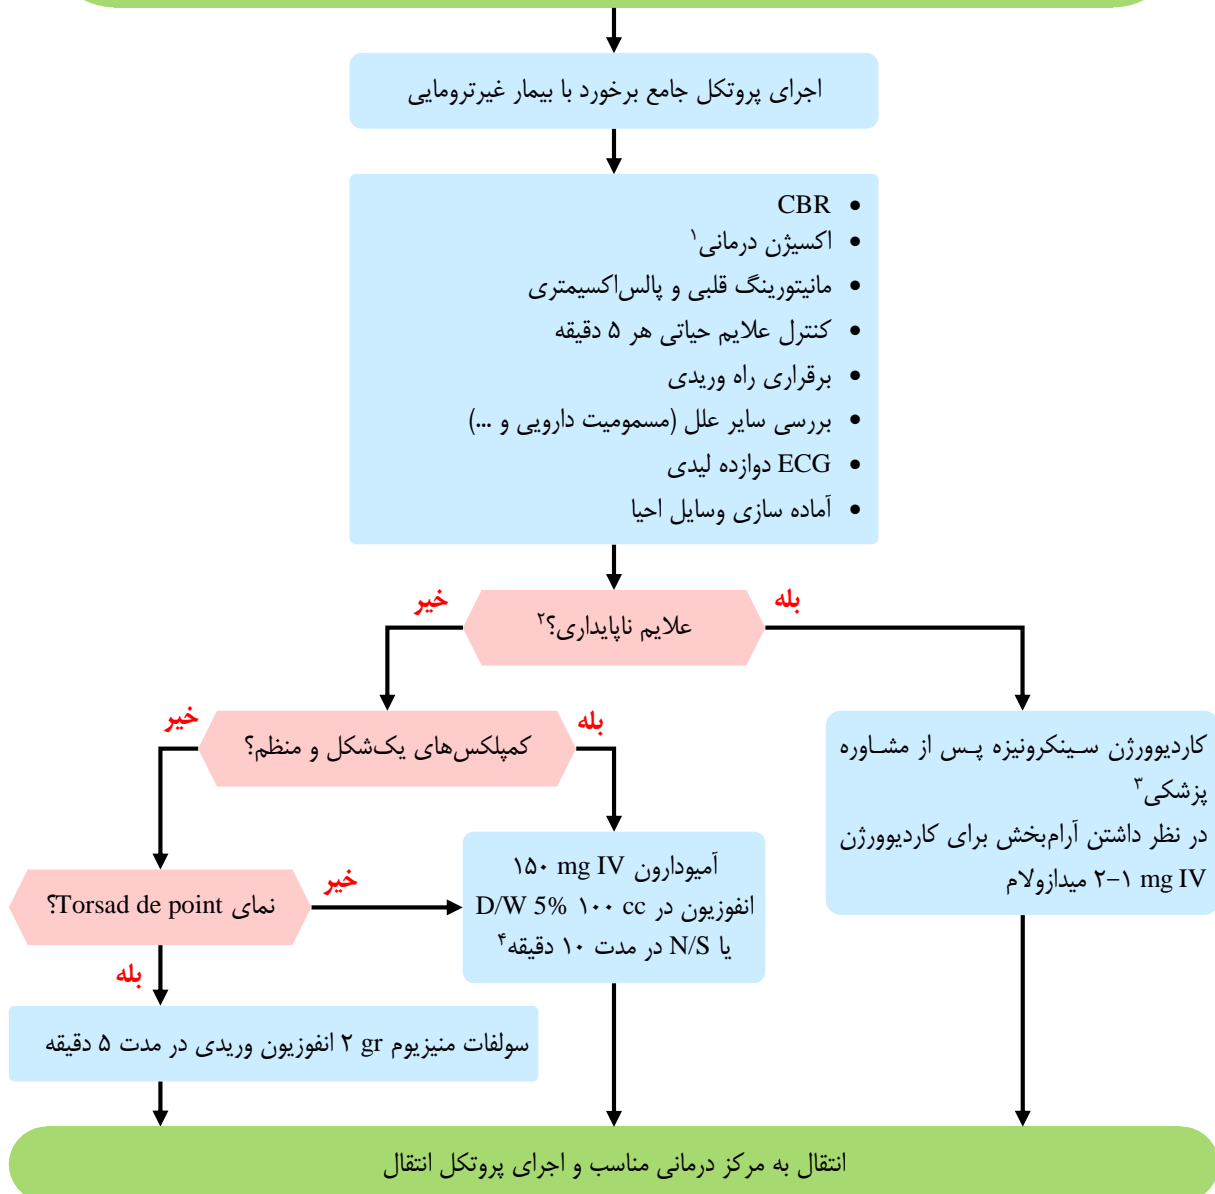 اجرای پروتکل جامع برخورد با بیمار غیرترومایی
• CBR
• اکسیژن درمانی۱
• مانیتورینگ قلبی و پالس‌اکسیمتری
• کنترل علایم حیاتی هر ۵ دقیقه
• برقراری راه وریدی
• بررسی سایر علل (مسمومیت دارویی و ...)
• ECG دوازده لیدی
• آماده سازی وسایل احیا
علایم ناپایداری؟۲
بله
خیر
کاردیوورژن سینکرونیزه پس از مشاوره
پزشکی۳
در نظر داشتن آرام‌بخش برای کاردیوورژن
۲–۱ mg IV میدازولام
کمپلکس‌های یک‌شکل و منظم؟
بله
خیر
آمیودارون ۱۵۰ mg IV
انفوزیون در D/W 5% ۱۰۰ cc
یا N/S در مدت ۱۰ دقیقه۴
نمای Torsad de point؟
خیر
بله
سولفات منیزیوم ۲ gr انفوزیون وریدی در مدت ۵ دقیقه
انتقال به مرکز درمانی مناسب و اجرای پروتکل انتقال